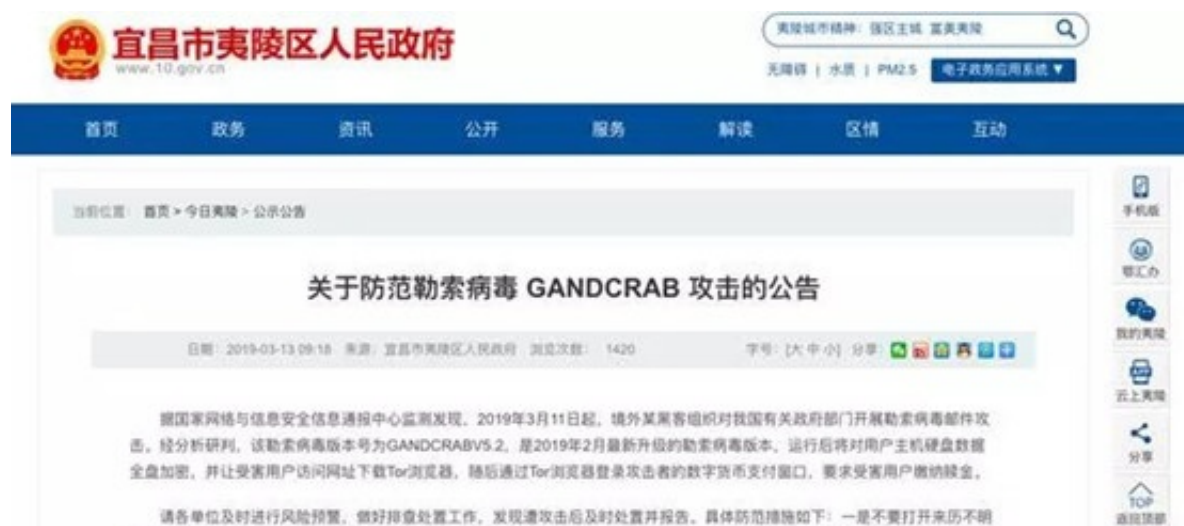 宜昌市夷陵区人民政府
www.10.gov.cn
夷陵城市精神：强区主城 富美夷陵
无障碍 | 水质 | PM2.5 电子政务应用系统 ▼
首页 政务 资讯 公开 服务 解读 区情 互动
当前位置： 首页 > 今日夷陵 > 公示公告
手机版
鄂汇办
我的夷陵
云上夷陵
分享
TOP
返回顶部
关于防范勒索病毒 GANDCRAB 攻击的公告
日期：2019-03-13 09:18 来源：宜昌市夷陵区人民政府 浏览次数： 1420 字号：[大 中 小] 分享：
据国家网络与信息安全信息通报中心监测发现，2019年3月11日起，境外某黑客组织对我国有关政府部门开展勒索病毒邮件攻
击。经分析研判，该勒索病毒版本号为GANDCRABV5.2，是2019年2月最新升级的勒索病毒版本，运行后将对用户主机硬盘数据
全盘加密，并让受害用户访问网址下载Tor浏览器，随后通过Tor浏览器登录攻击者的数字货币支付窗口，要求受害用户缴纳赎金。
请各单位及时进行风险预警，做好排查处置工作，发现遭攻击后及时处置并报告。具体防范措施如下：一是不要打开来历不明